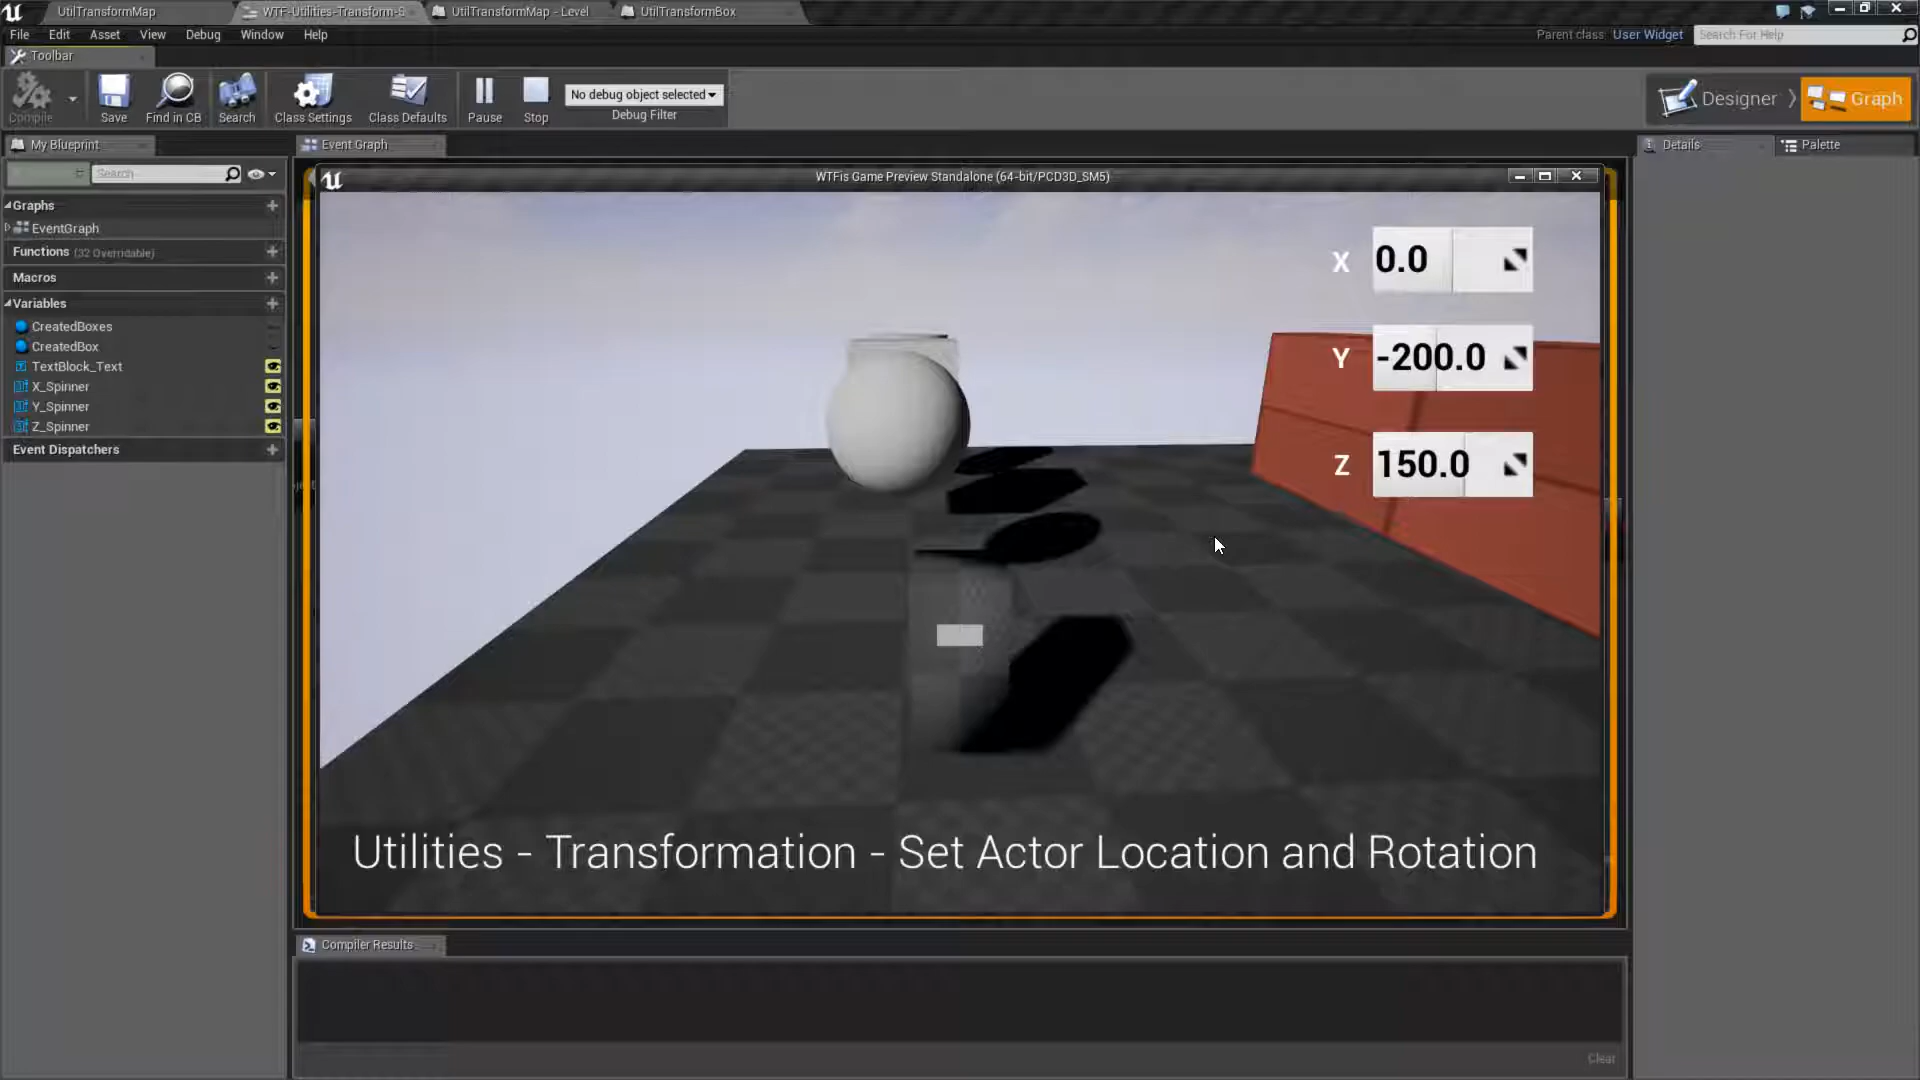 UtilTransformMap
WTF-Utilities-Transform-S
UtilTransformMap - Level
UtilTransformBox
File Edit Asset View Debug Window Help
Parent class: User Widget
Search For Help
Toolbar
Compile
Save
Find in CB
Search
Class Settings
Class Defaults
Pause
Stop
No debug object selected
Debug Filter
Designer
Graph
My Blueprint
Event Graph
Details
Palette
Search
WTFis Game Preview Standalone (64-bit/PCD3D_SM5)
Graphs
EventGraph
Functions (32 Overridable)
Macros
Variables
CreatedBoxes
CreatedBox
TextBlock_Text
X_Spinner
Y_Spinner
Z_Spinner
Event Dispatchers
X 0.0
Y -200.0
Z 150.0
Utilities - Transformation - Set Actor Location and Rotation
Compiler Results
Clear